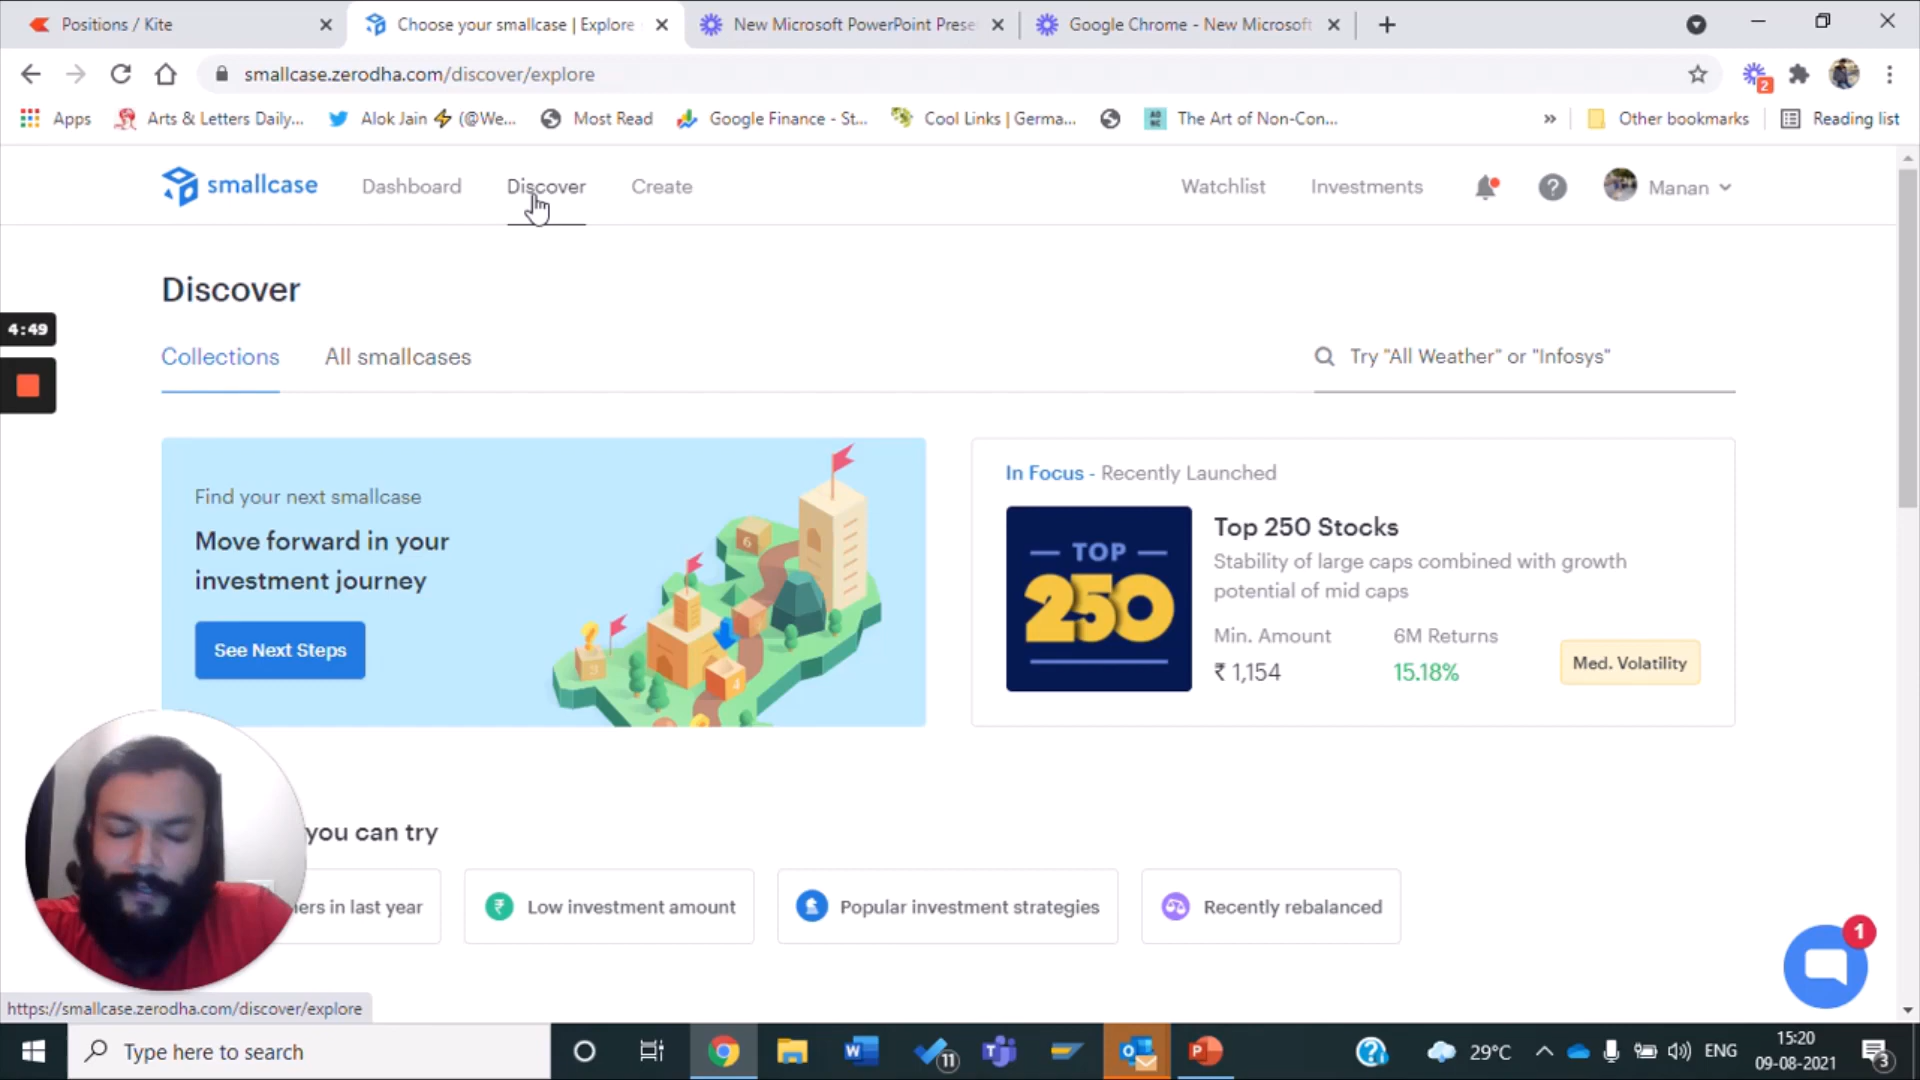 Positions / Kite
Choose your smallcase | Explore
New Microsoft PowerPoint Prese
Google Chrome - New Microsoft
smallcase.zerodha.com/discover/explore
2
Apps
Arts & Letters Daily...
Alok Jain ⚡ (@We...
Most Read
Google Finance - St...
Cool Links | Germa...
The Art of Non-Con...
»
Other bookmarks
Reading list
smallcase
Dashboard
Discover
Create
Watchlist
Investments
Manan
Discover
4:49
Collections
All smallcases
Try "All Weather" or "Infosys"
Find your next smallcase
Move forward in your
investment journey
See Next Steps
6
3
4
In Focus - Recently Launched
TOP
250
Top 250 Stocks
Stability of large caps combined with growth
potential of mid caps
Min. Amount
6M Returns
₹ 1,154
15.18%
Med. Volatility
you can try
ers in last year
Low investment amount
Popular investment strategies
Recently rebalanced
1
https://smallcase.zerodha.com/discover/explore
Type here to search
11
29°C
ENG
15:20
09-08-2021
3